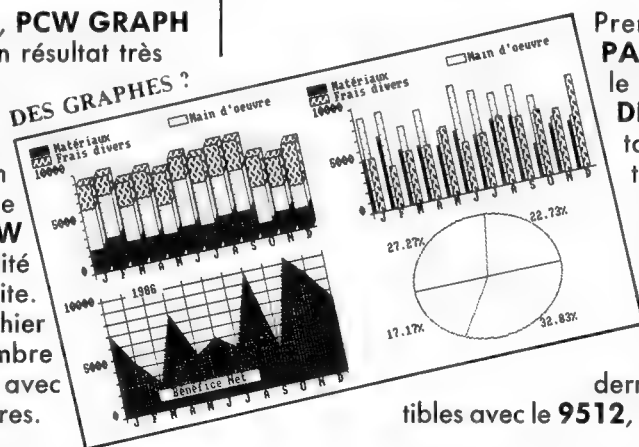 , PCW GRAPH
n résultat très
n
e
W
ité
ite.
hier
mbre
avec
res.
DES GRAPHES ?
Matériaux
Frais divers
Main d'oeuvre
10000
5000
0
J F M A M J J A S O N D
Matériaux
Frais divers
Main d'oeuvre
10000
5000
0
J F M A M J J A S O N D
10000
5000
0
1986
Bénéfice Net
J F M A M J J A S O N D
22.73%
27.27%
17.17%
32.83%
Pre
PA
le
D
to
t
dern
tibles avec le 9512,